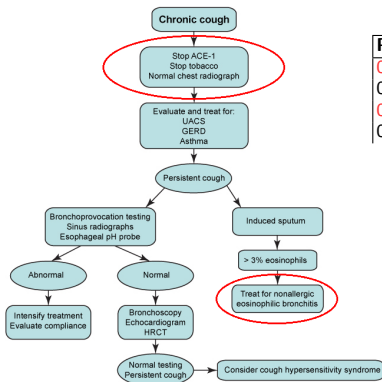 Chronic cough
Stop ACE-1
Stop tobacco
Normal chest radiograph
Evaluate and treat for:
UACS
GERD
Asthma
Persistent cough
Bronchoprovocation testing
Sinus radiographs
Esophageal pH probe
Induced sputum
Abnormal
Normal
> 3% eosinophils
Intensify treatment
Evaluate compliance
Bronchoscopy
Echocardiogram
HRCT
Treat for nonallergic
eosinophilic bronchitis
Normal testing
Persistent cough
Consider cough hypersensitivity syndrome